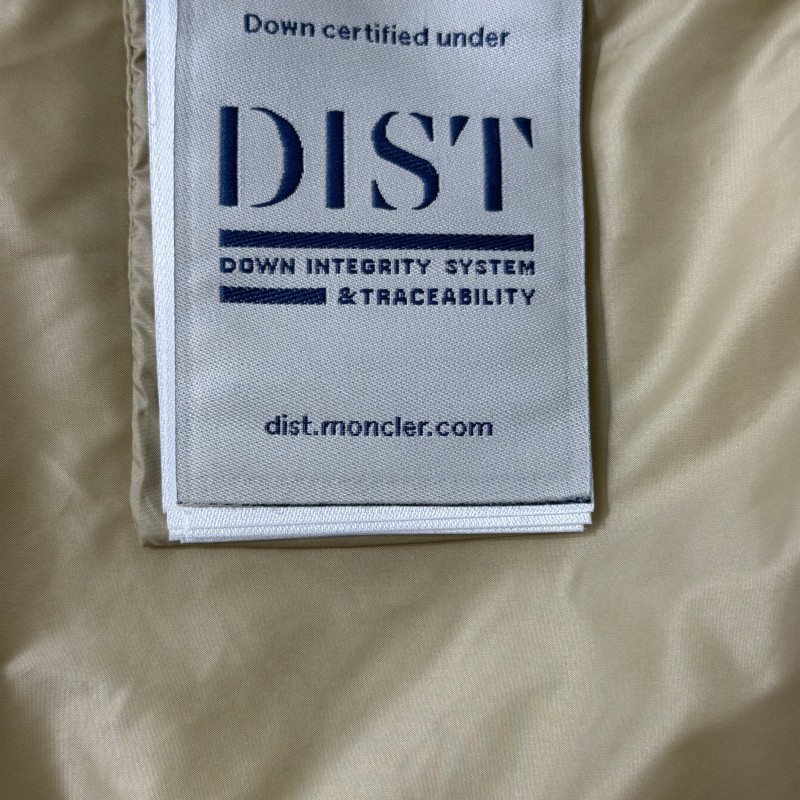 Down certified under
DIST
DOWN INTEGRITY SYSTEM
&TRACEABILITY
dist.moncler.com